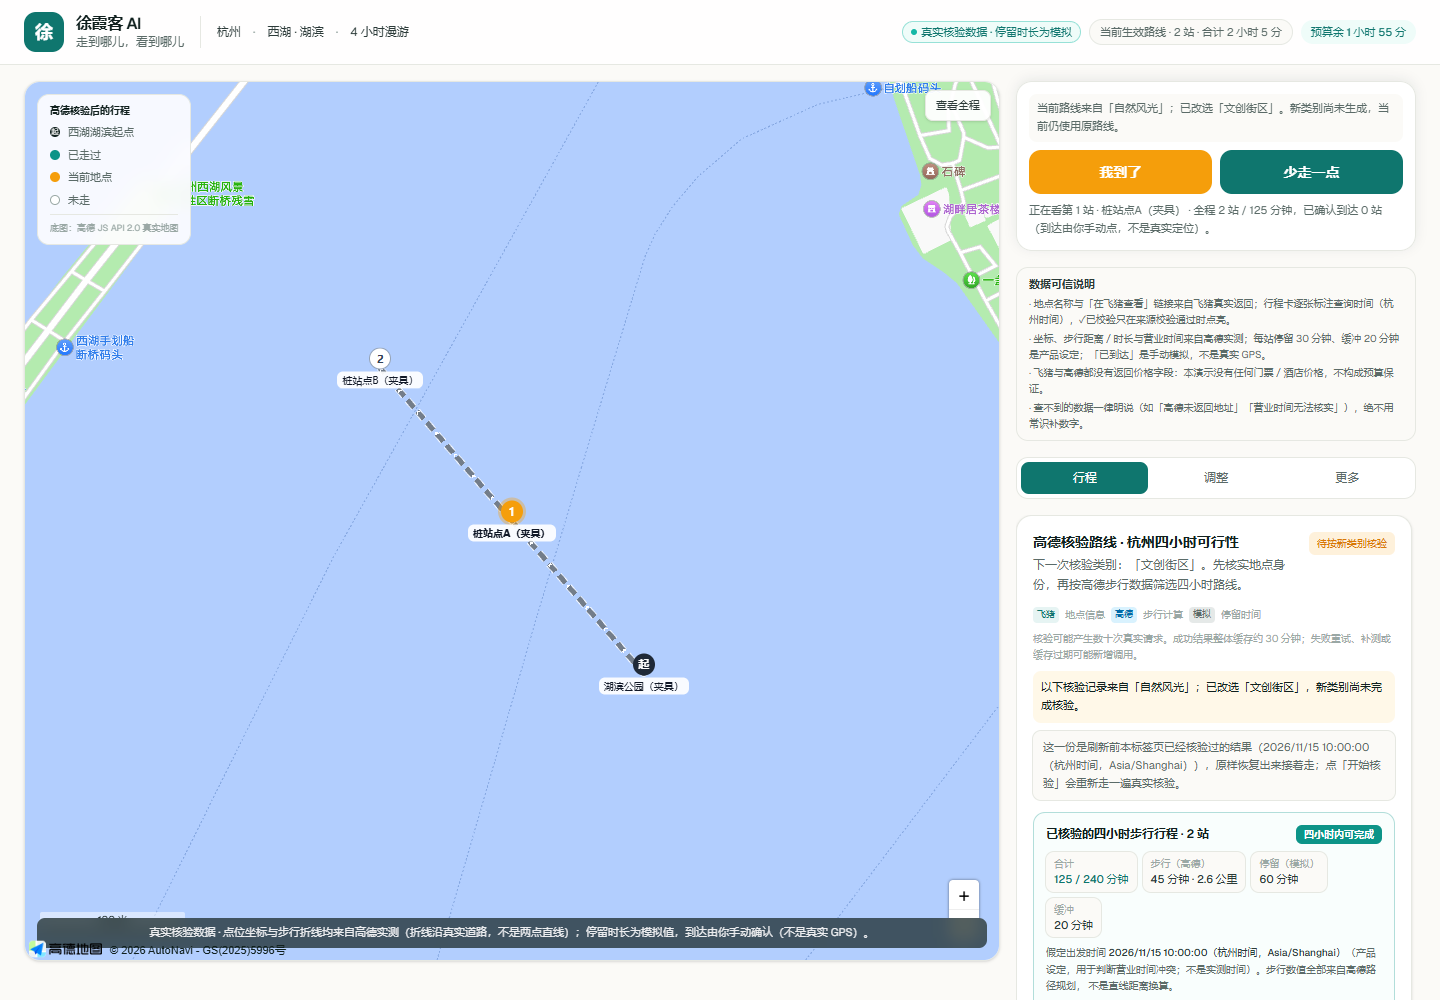 徐
徐霞客 AI
走到哪儿，看到哪儿
杭州 · 西湖·湖滨 · 4 小时漫游
真实核验数据 · 停留时长为模拟
当前生效路线 · 2 站 · 合计 2 小时 5 分
预算余 1 小时 55 分
高德核验后的行程
起 西湖湖滨起点
已走过
当前地点
未走
底图：高德 JS API 2.0 真实地图
查看全程
自划船码头
石碑
湖畔居茶楼
州西湖风景
区断桥残雪
西湖手划船
断桥码头
2
桩站点B（夹具）
1
桩站点A（夹具）
起
湖滨公园（夹具）
+
真实核验数据 · 点位坐标与步行折线均来自高德实测（折线沿真实道路，不是两点直线）；停留时长为模拟值，到达由你手动确认（不是真实 GPS）。
高德地图 © 2026 AutoNavi - GS(2025)5996号
当前路线来自「自然风光」；已改选「文创街区」。新类别尚未生成，当
前仍使用原路线。
我到了
少走一点
正在看第 1 站 · 桩站点A（夹具） · 全程 2 站 / 125 分钟，已确认到达 0 站
（到达由你手动点，不是真实定位）。
数据可信说明
· 地点名称与「在飞猪查看」链接来自飞猪真实返回；行程卡逐张标注查询时间（杭
州时间），✓已校验只在来源校验通过时点亮。
· 坐标、步行距离 / 时长与营业时间来自高德实测；每站停留 30 分钟、缓冲 20 分钟
是产品设定；「已到达」是手动模拟，不是真实 GPS。
· 飞猪与高德都没有返回价格字段：本演示没有任何门票 / 酒店价格，不构成预算保
证。
· 查不到的数据一律明说（如「高德未返回地址」「营业时间无法核实」），绝不用
常识补数字。
行程
调整
更多
高德核验路线 · 杭州四小时可行性
待按新类别核验
下一次核验类别：「文创街区」。先核实地点身
份，再按高德步行数据筛选四小时路线。
飞猪 地点信息 高德 步行计算 模拟 停留时间
核验可能产生数十次真实请求。成功结果整体缓存约 30 分钟；失败重试、补测或
缓存过期可能新增调用。
以下核验记录来自「自然风光」；已改选「文创街区」，新类别尚未完
成核验。
这一份是刷新前本标签页已经核验过的结果（2026/11/15 10:00:00
（杭州时间，Asia/Shanghai）），原样恢复出来接着走；点「开始核
验」会重新走一遍真实核验。
已核验的四小时步行行程 · 2 站
四小时内可完成
合计
125 / 240 分钟
步行（高德）
45 分钟 · 2.6 公里
停留（模拟）
60 分钟
缓冲
20 分钟
假定出发时间 2026/11/15 10:00:00（杭州时间，Asia/Shanghai）（产品
设定，用于判断营业时间冲突；不是实测时间）。步行数值全部来自高德路
径规划，不是直线距离换算。